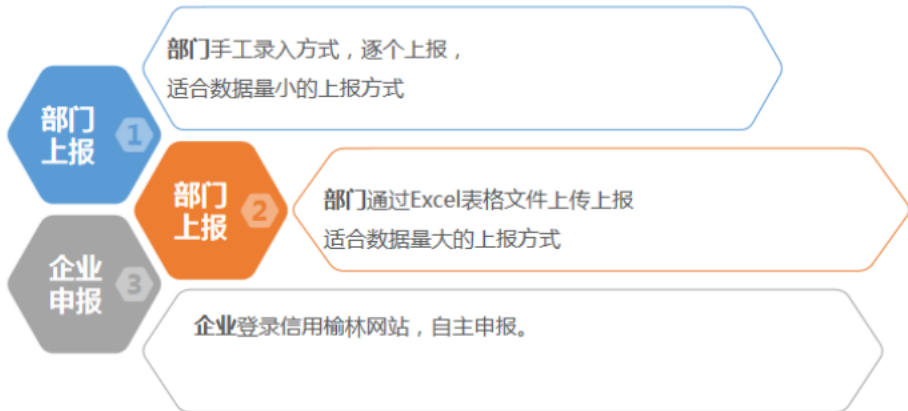 部门手工录入方式，逐个上报，
适合数据量小的上报方式
部门
上报
1
部门
上报
2
部门通过Excel表格文件上传上报
适合数据量大的上报方式
企业
申报
3
企业登录信用榆林网站，自主申报。